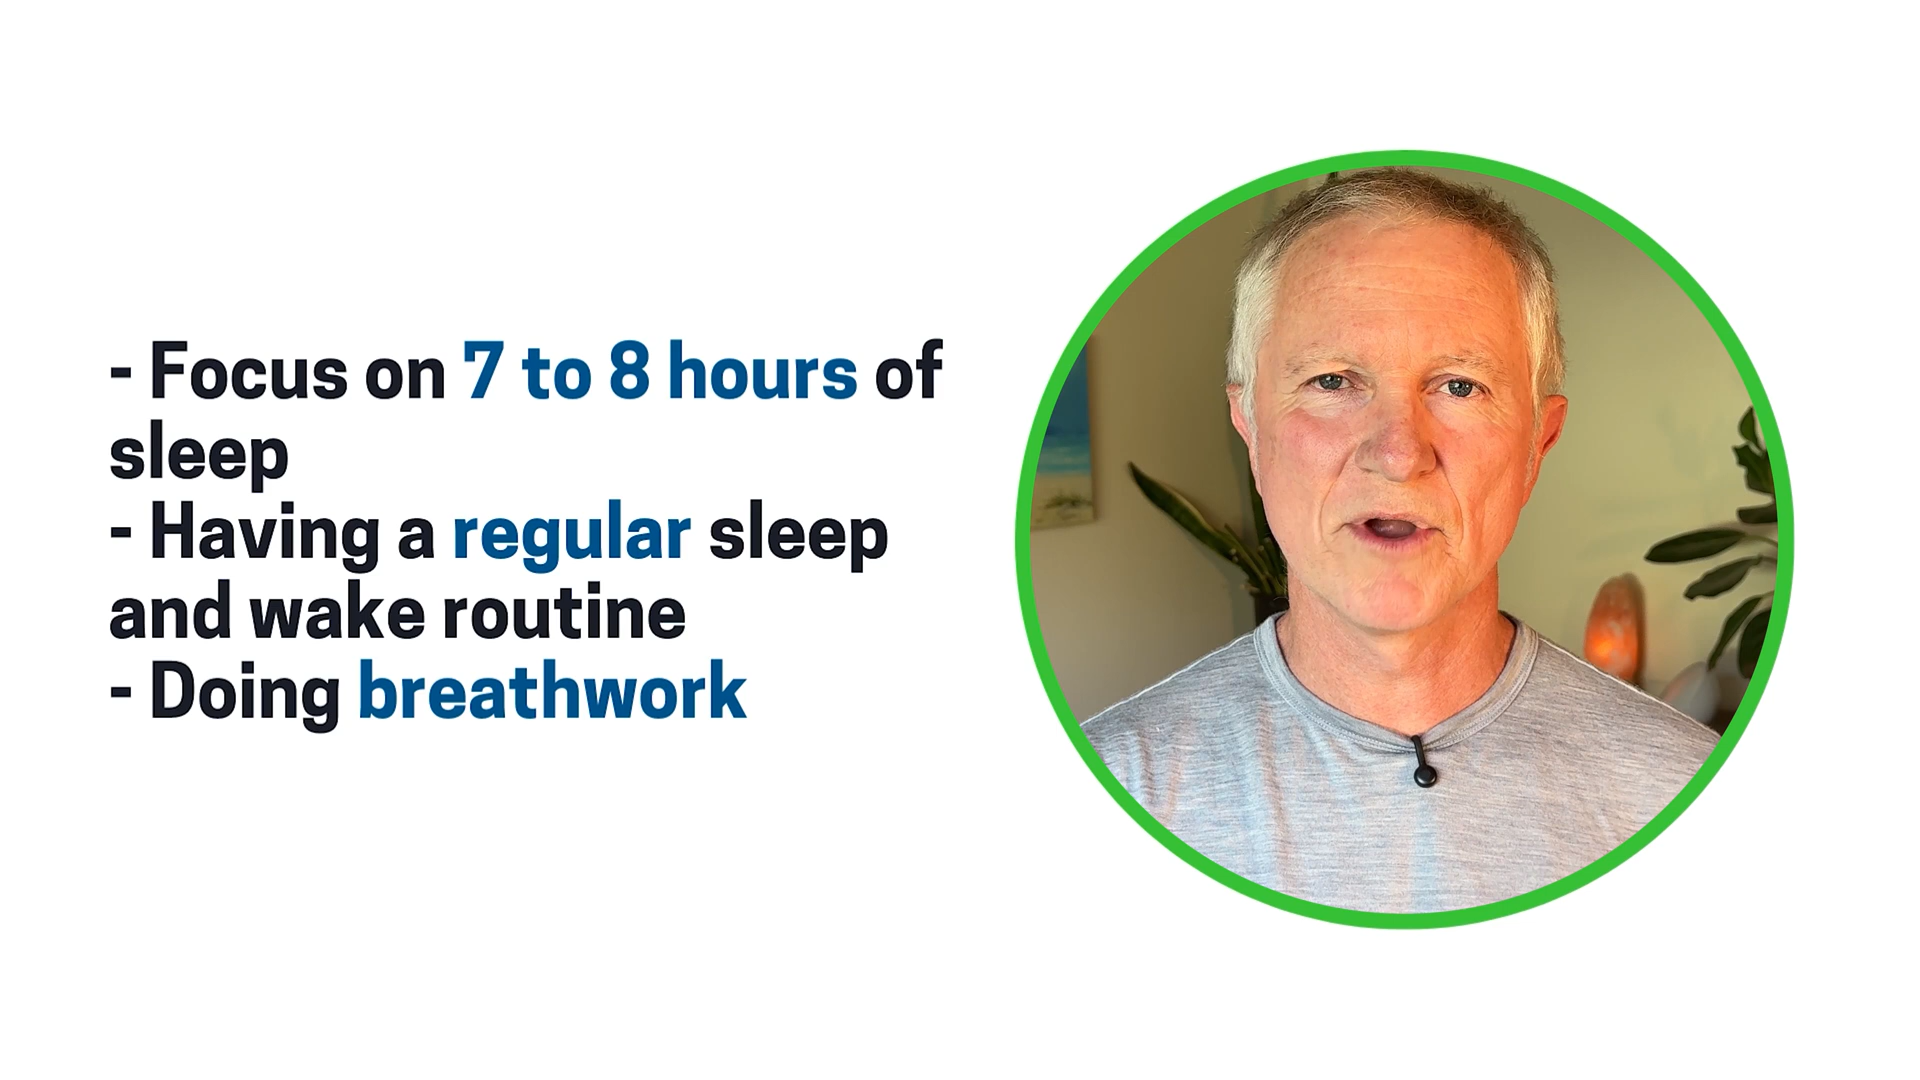 - Focus on 7 to 8 hours of
sleep
- Having a regular sleep
and wake routine
- Doing breathwork